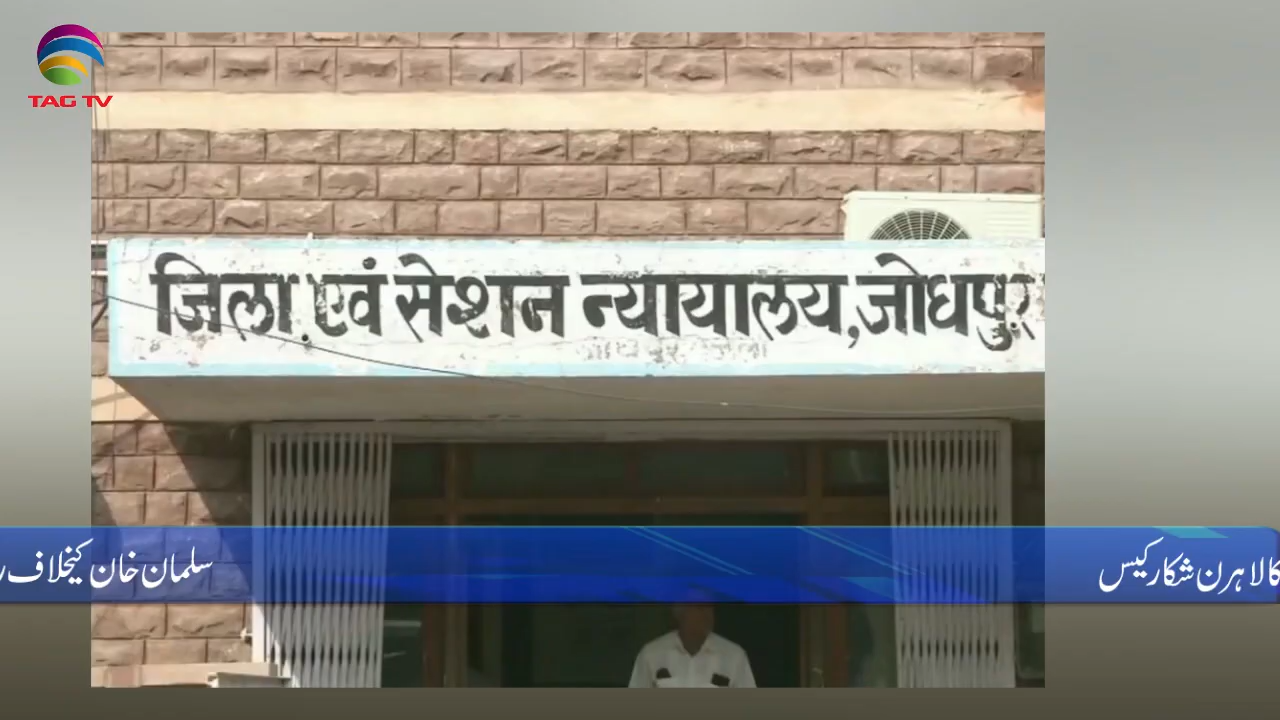 TAG TV
जिला एवं सेशन न्यायालय, जोधपुर
کالا ہرن شکار کیس
سلمان خان کیخلاف